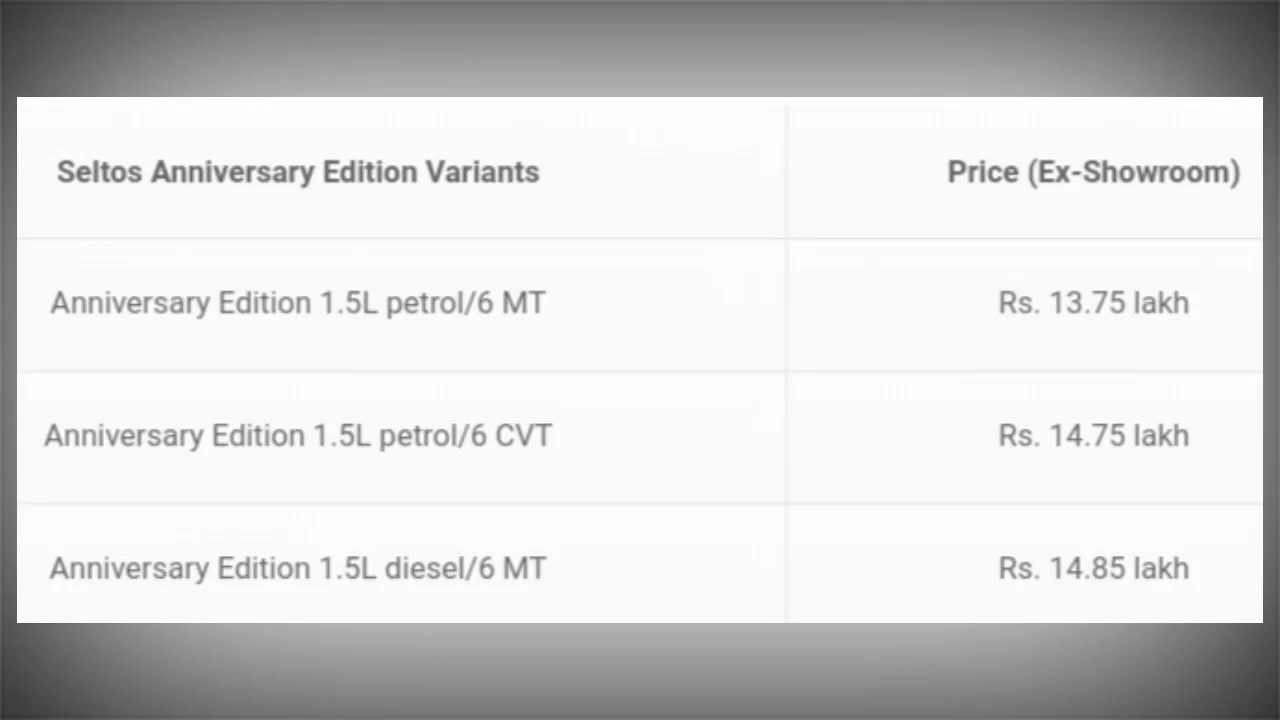 Seltos Anniversary Edition Variants Price (Ex-Showroom)
Anniversary Edition 1.5L petrol/6 MT Rs. 13.75 lakh
Anniversary Edition 1.5L petrol/6 CVT Rs. 14.75 lakh
Anniversary Edition 1.5L diesel/6 MT Rs. 14.85 lakh